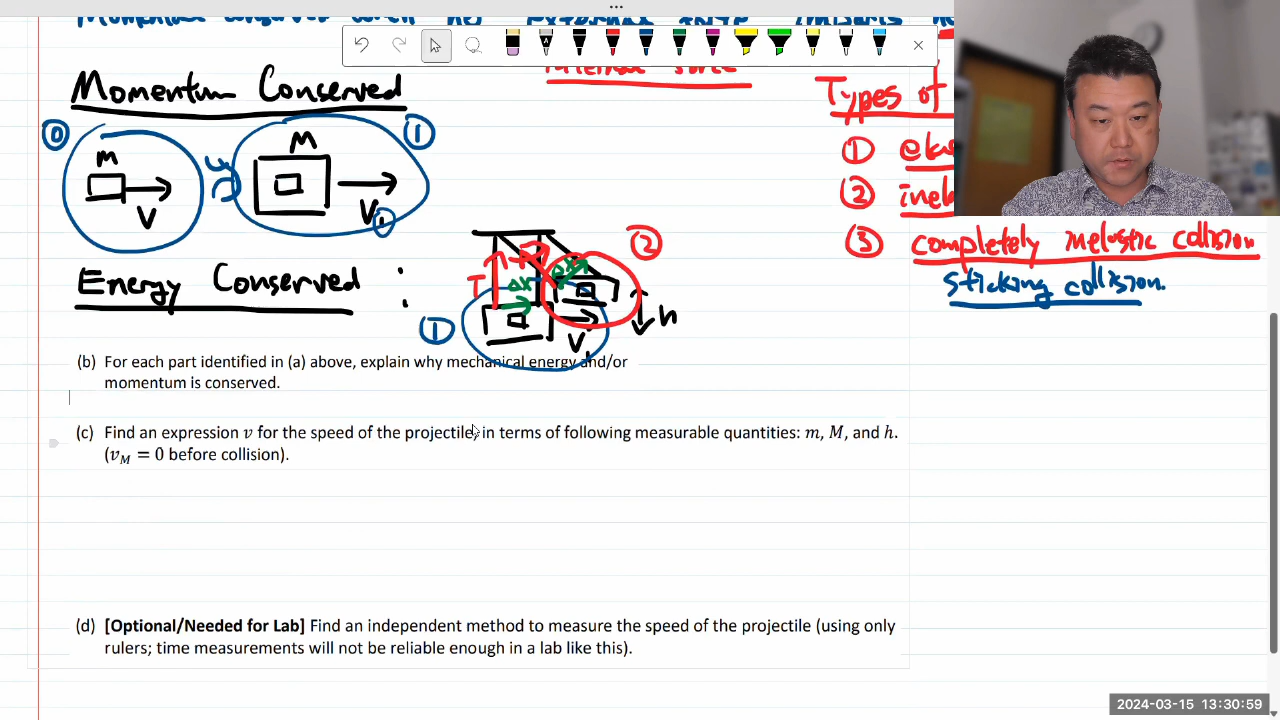 Momentum Conserved
Types of
⓪ m ① M
① 
②
v v₁
③ completely inelastic collision
sticking collision.
Energy Conserved :
②
T Δx Δx
① v₁ h
(b) For each part identified in (a) above, explain why mechanical energy and/or
momentum is conserved.
(c) Find an expression v for the speed of the projectile, in terms of following measurable quantities: m, M, and h.
(v_M = 0 before collision).
(d) [Optional/Needed for Lab] Find an independent method to measure the speed of the projectile (using only
rulers; time measurements will not be reliable enough in a lab like this).
2024-03-15 13:30:59